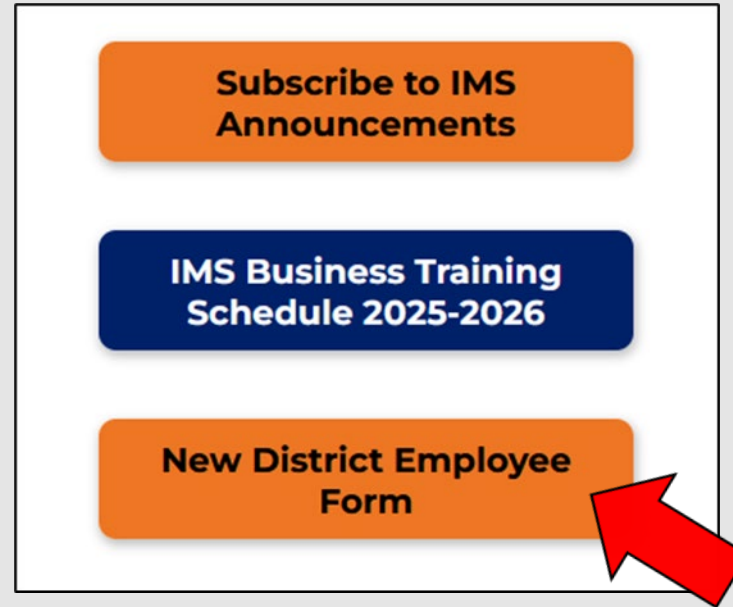 Subscribe to IMS
Announcements
IMS Business Training
Schedule 2025-2026
New District Employee
Form